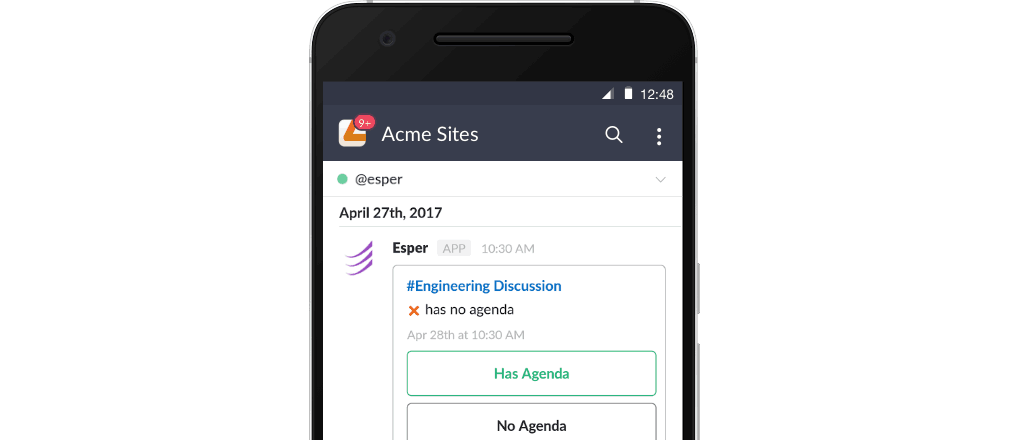 12:48
9+
Acme Sites
@esper
April 27th, 2017
Esper APP 10:30 AM
#Engineering Discussion
has no agenda
Apr 28th at 10:30 AM
Has Agenda
No Agenda